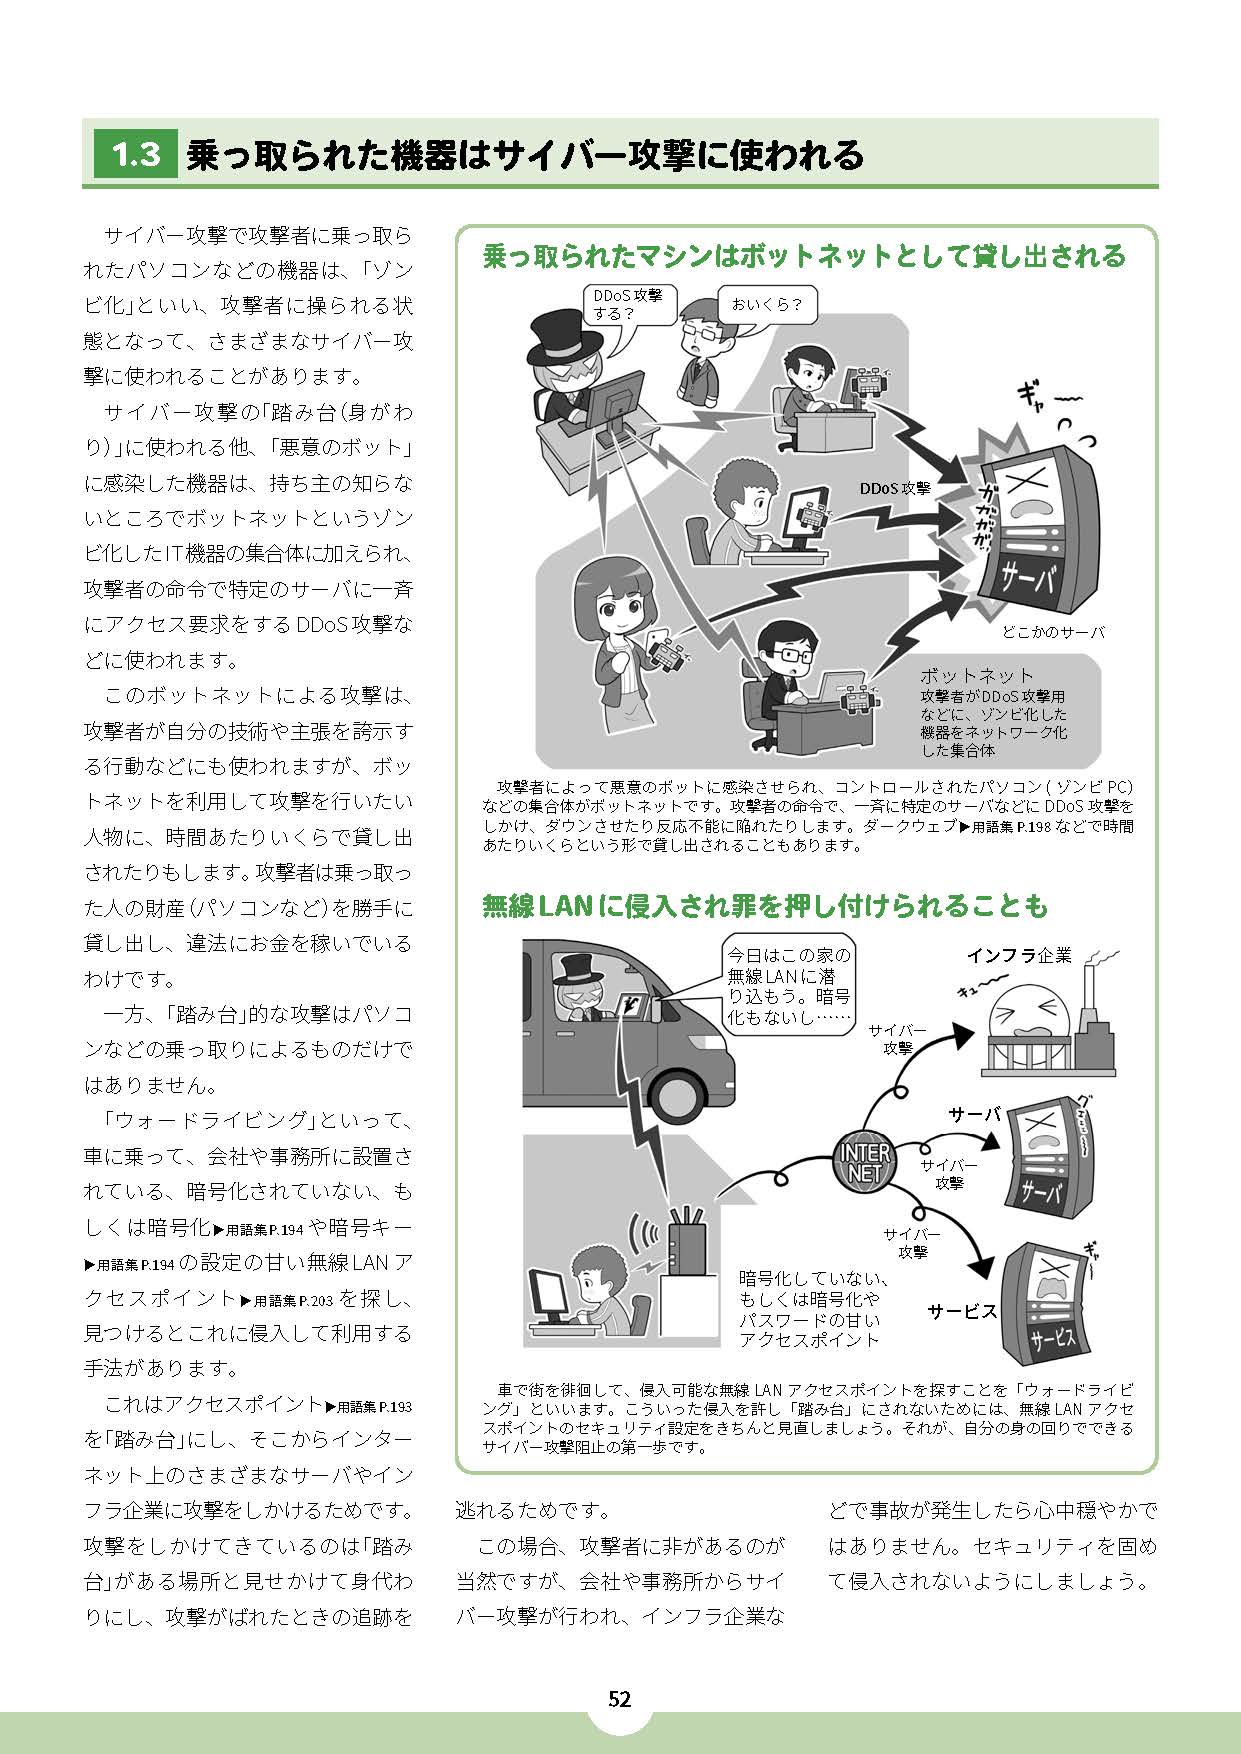 1.3 乗っ取られた機器はサイバー攻撃に使われる
サイバー攻撃で攻撃者に乗っ取ら
れたパソコンなどの機器は、「ゾン
ビ化」といい、攻撃者に操られる状
態となって、さまざまなサイバー攻
撃に使われることがあります。
サイバー攻撃の「踏み台(身がわ
り)」に使われる他、「悪意のボット」
に感染した機器は、持ち主の知らな
いところでボットネットというゾン
ビ化したIT機器の集合体に加えられ、
攻撃者の命令で特定のサーバに一斉
にアクセス要求をするDDoS攻撃な
どに使われます。
このボットネットによる攻撃は、
攻撃者が自分の技術や主張を誇示す
る行動などにも使われますが、ボッ
トネットを利用して攻撃を行いたい
人物に、時間あたりいくらで貸し出
されたりもします。攻撃者は乗っ取っ
た人の財産(パソコンなど)を勝手に
貸し出し、違法にお金を稼いでいる
わけです。
一方、「踏み台」的な攻撃はパソコ
ンなどの乗っ取りによるものだけで
はありません。
「ウォードライビング」といって、
車に乗って、会社や事務所に設置さ
れている、暗号化されていない、も
しくは暗号化▶用語集P.194や暗号キー
▶用語集P.194の設定の甘い無線LANア
クセスポイント▶用語集P.203を探し、
見つけるとこれに侵入して利用する
手法があります。
これはアクセスポイント▶用語集P.193
を「踏み台」にし、そこからインター
ネット上のさまざまなサーバやイン
フラ企業に攻撃をしかけるためです。
攻撃をしかけてきているのは「踏み
台」がある場所と見せかけて身代わ
りにし、攻撃がばれたときの追跡を
乗っ取られたマシンはボットネットとして貸し出される
DDoS攻撃
する?
おいくら?
ギャー
DDoS攻撃
ガガガガ!
サーバ
どこかのサーバ
ボットネット
攻撃者がDDoS攻撃用
などに、ゾンビ化した
機器をネットワーク化
した集合体
攻撃者によって悪意のボットに感染させられ、コントロールされたパソコン(ゾンビPC)
などの集合体がボットネットです。攻撃者の命令で、一斉に特定のサーバなどにDDoS攻撃を
しかけ、ダウンさせたり反応不能に陥れたりします。ダークウェブ▶用語集P.198などで時間
あたりいくらという形で貸し出されることもあります。
無線LANに侵入され罪を押し付けられることも
今日はこの家の
無線LANに潜
り込もう。暗号
化もないし……
インフラ企業
キュー
サイバー
攻撃
サーバ
グエー
INTER
NET
サイバー
攻撃
サーバ
サイバー
攻撃
ギャー
暗号化していない、
もしくは暗号化や
パスワードの甘い
アクセスポイント
サービス
サービス
車で街を徘徊して、侵入可能な無線LANアクセスポイントを探すことを「ウォードライビ
ング」といいます。こういった侵入を許し「踏み台」にされないためには、無線LANアクセ
スポイントのセキュリティ設定をきちんと見直しましょう。それが、自分の身の回りでできる
サイバー攻撃阻止の第一歩です。
逃れるためです。
この場合、攻撃者に非があるのが
当然ですが、会社や事務所からサイ
バー攻撃が行われ、インフラ企業な
どで事故が発生したら心中穏やかで
はありません。セキュリティを固め
て侵入されないようにしましょう。
52